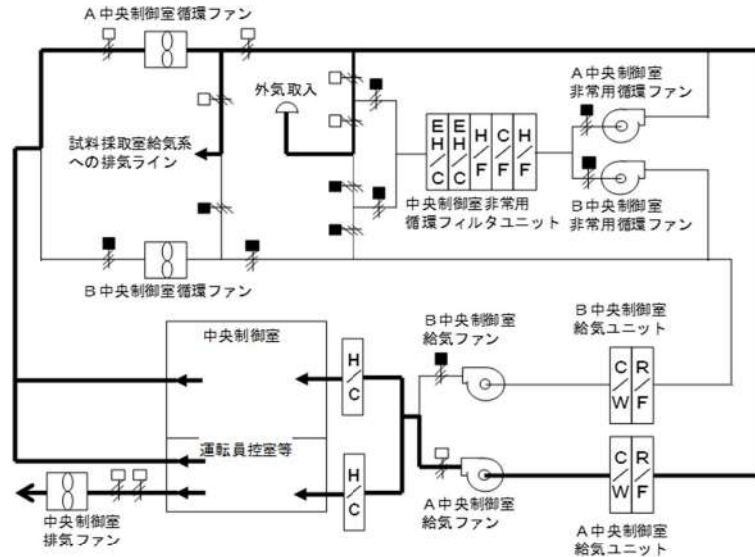 A中央制御室循環ファン
A中央制御室
非常用循環ファン
外気取入
試料採取室給気系
への排気ライン
E
H/C
E
H/C
H/F
C/F
H/F
中央制御室非常用
循環フィルタユニット
B中央制御室
非常用循環ファン
B中央制御室循環ファン
中央制御室
H/C
B中央制御室
給気ファン
B中央制御室
給気ユニット
C/W
R/F
運転員控室等
H/C
中央制御室
排気ファン
A中央制御室
給気ファン
C/W
R/F
A中央制御室
給気ユニット